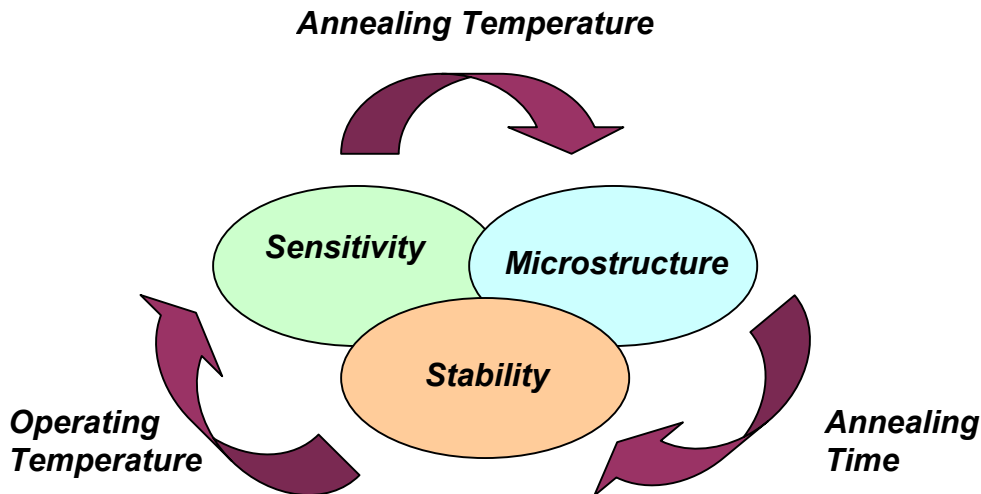 Annealing Temperature
Sensitivity
Microstructure
Stability
Operating
Temperature
Annealing
Time